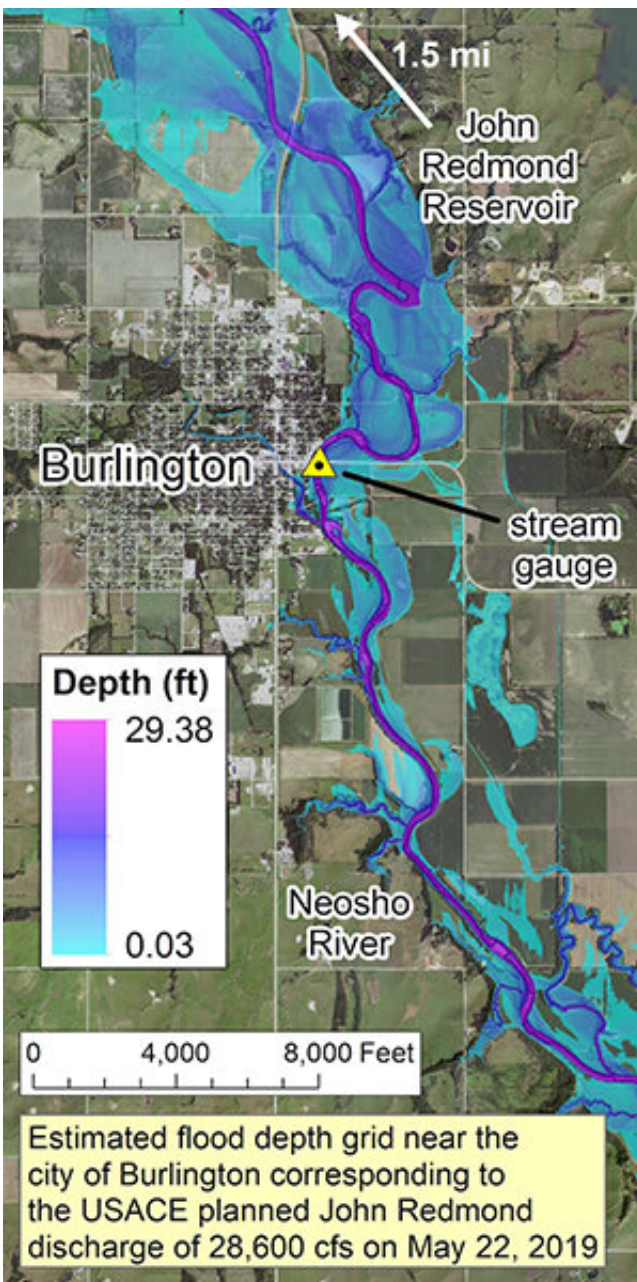 1.5 mi
John
Redmond
Reservoir
Burlington
stream
gauge
Depth (ft)
29.38
0.03
Neosho
River
0 4,000 8,000 Feet
Estimated flood depth grid near the
city of Burlington corresponding to
the USACE planned John Redmond
discharge of 28,600 cfs on May 22, 2019